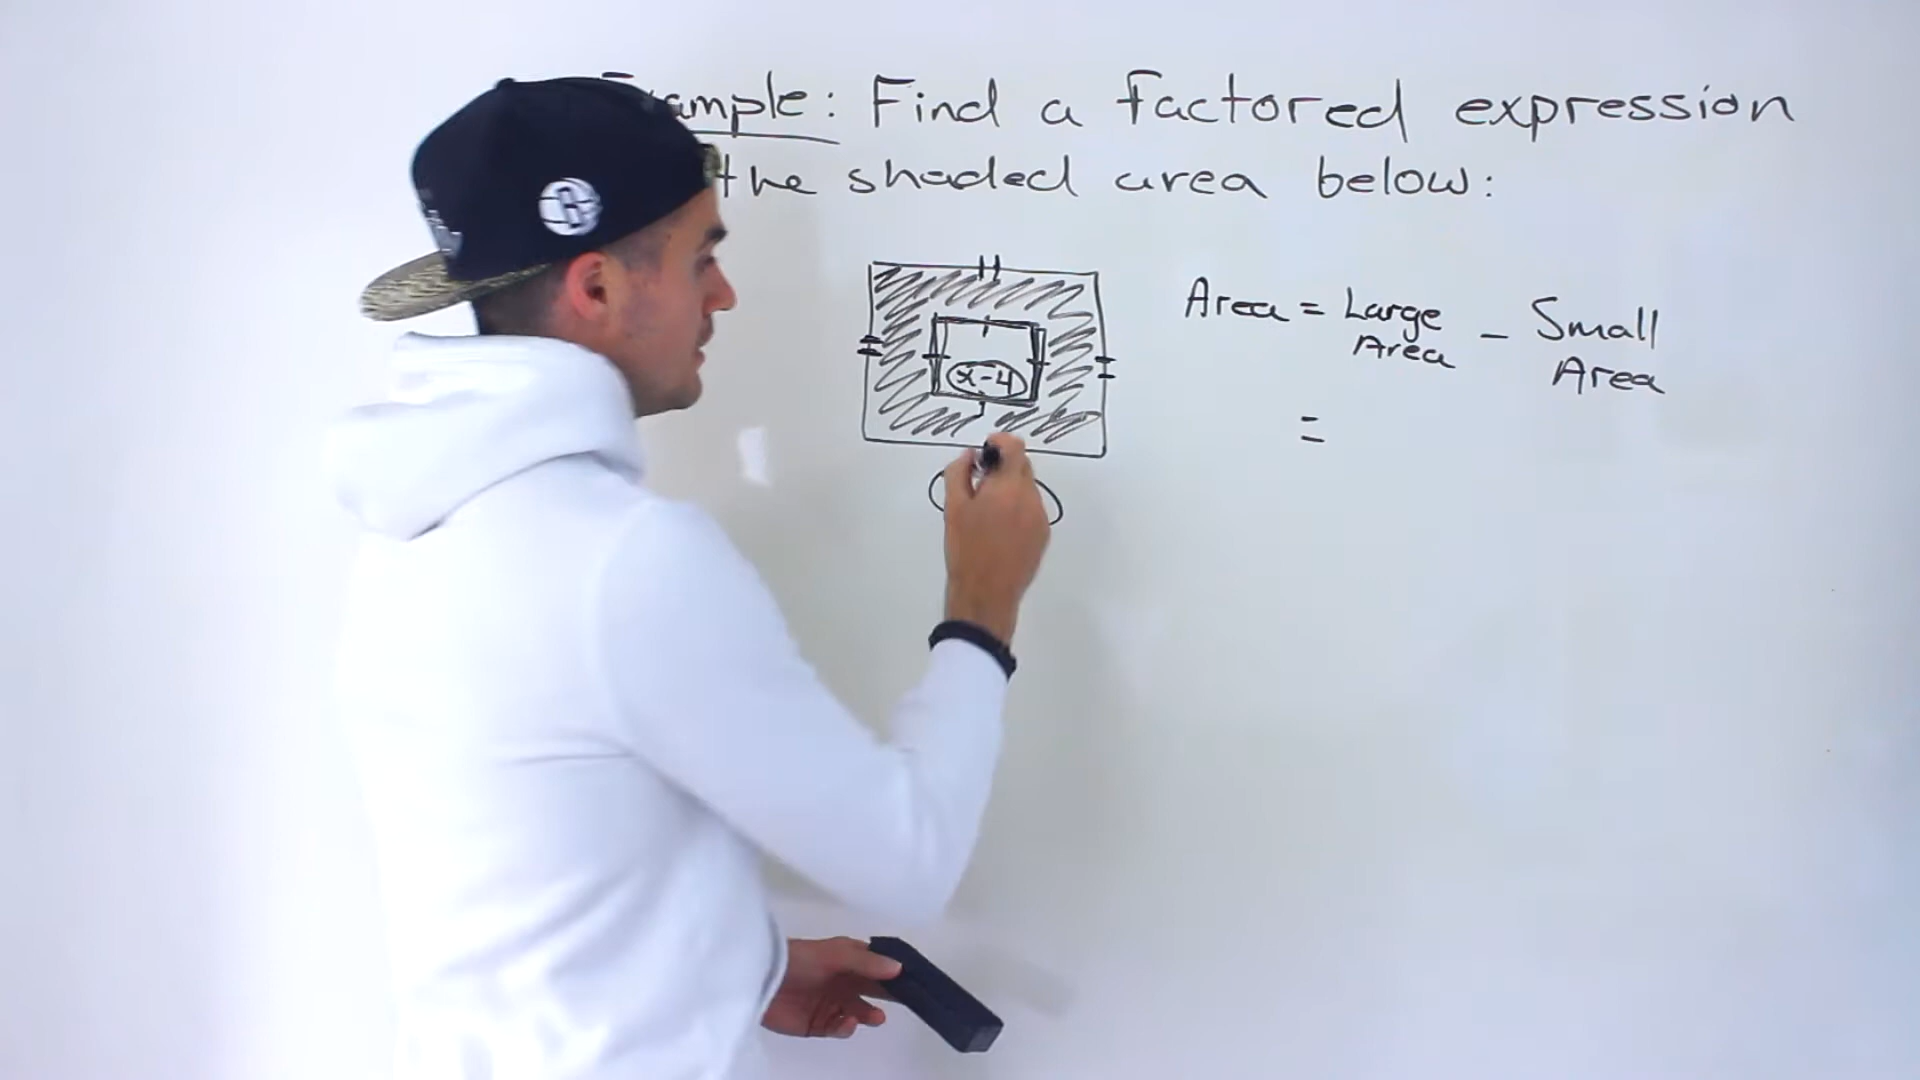 Example: Find a factored expression
the shaded area below:
Area = Large Area - Small Area
x-4
=
B